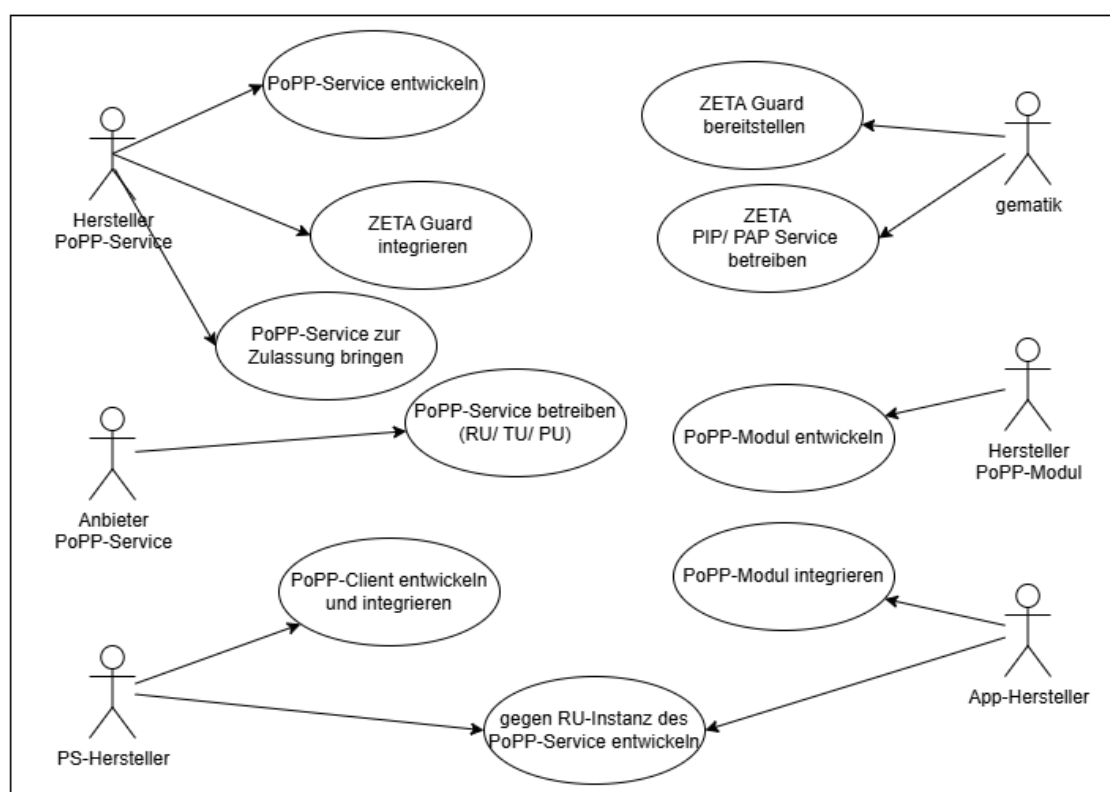 PoPP-Service entwickeln
ZETA Guard
bereitstellen
Hersteller
PoPP-Service
gematik
ZETA Guard
integrieren
ZETA
PIP/ PAP Service
betreiben
PoPP-Service zur
Zulassung bringen
PoPP-Service betreiben
(RU/ TU/ PU)
PoPP-Modul entwickeln
Hersteller
PoPP-Modul
Anbieter
PoPP-Service
PoPP-Client entwickeln
und integrieren
PoPP-Modul integrieren
App-Hersteller
gegen RU-Instanz des
PoPP-Service entwickeln
PS-Hersteller